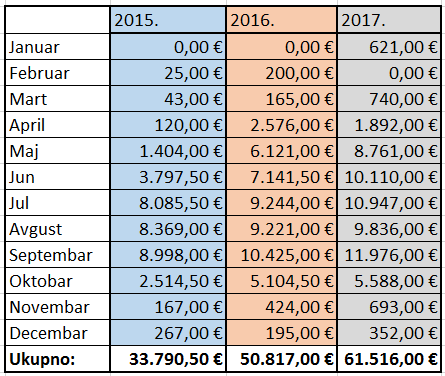 2015. 2016. 2017.
Januar 0,00 € 0,00 € 621,00 €
Februar 25,00 € 200,00 € 0,00 €
Mart 43,00 € 165,00 € 740,00 €
April 120,00 € 2.576,00 € 1.892,00 €
Maj 1.404,00 € 6.121,00 € 8.761,00 €
Jun 3.797,50 € 7.141,50 € 10.110,00 €
Jul 8.085,50 € 9.244,00 € 10.947,00 €
Avgust 8.369,00 € 9.221,00 € 9.836,00 €
Septembar 8.998,00 € 10.425,00 € 11.976,00 €
Oktobar 2.514,50 € 5.104,50 € 5.588,00 €
Novembar 167,00 € 424,00 € 693,00 €
Decembar 267,00 € 195,00 € 352,00 €
Ukupno: 33.790,50 € 50.817,00 € 61.516,00 €